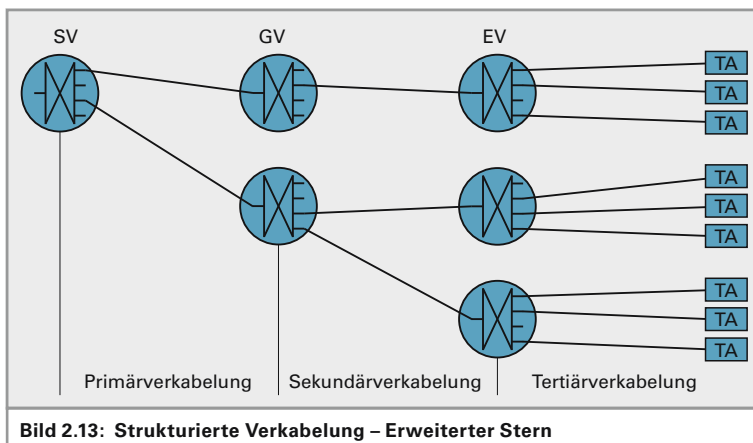 SV GV EV
TA
TA
TA
TA
TA
TA
TA
TA
TA
Primärverkabelung Sekundärverkabelung Tertiärverkabelung
Bild 2.13: Strukturierte Verkabelung – Erweiterter Stern